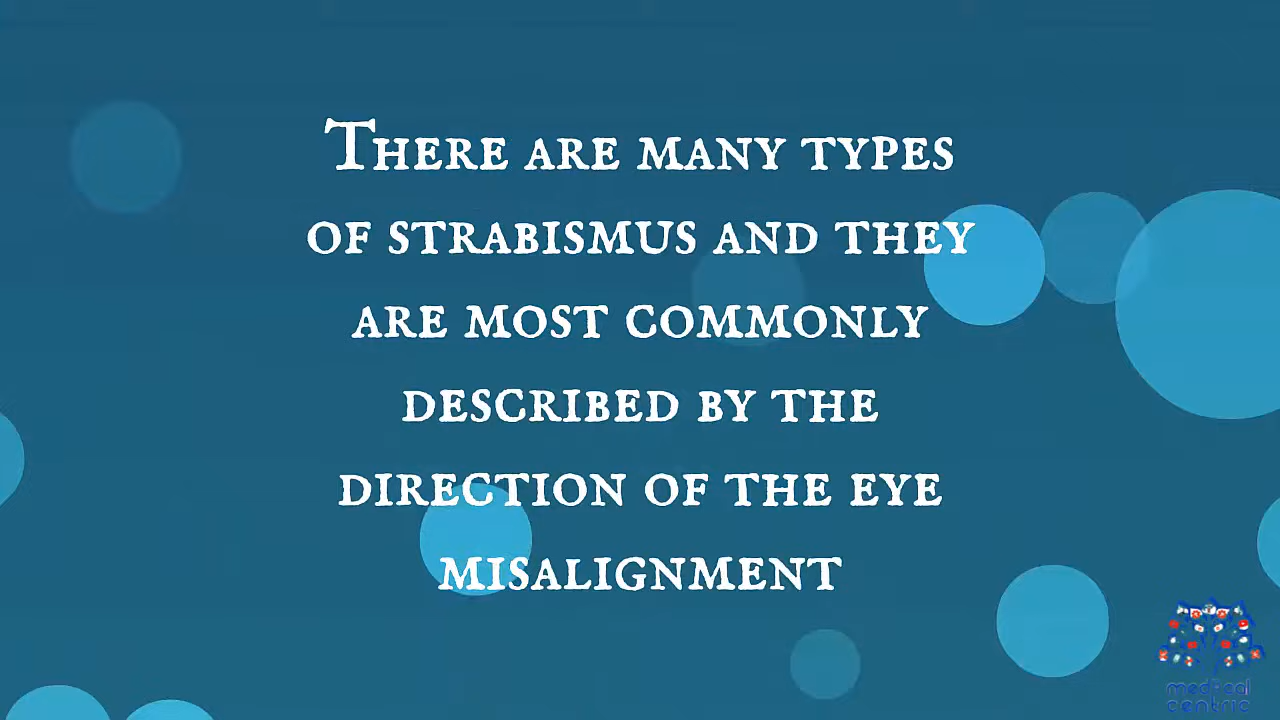 There are many types
of strabismus and they
are most commonly
described by the
direction of the eye
misalignment
medical
centric